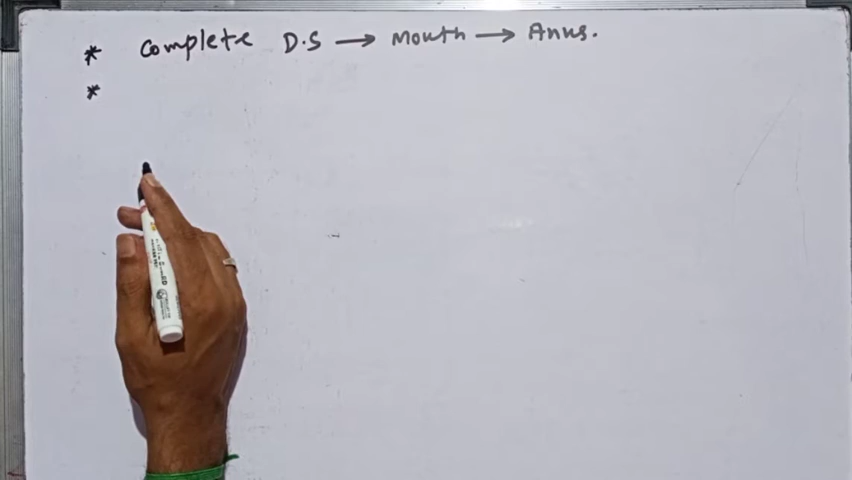 * Complete D.S → Mouth → Anus.
*